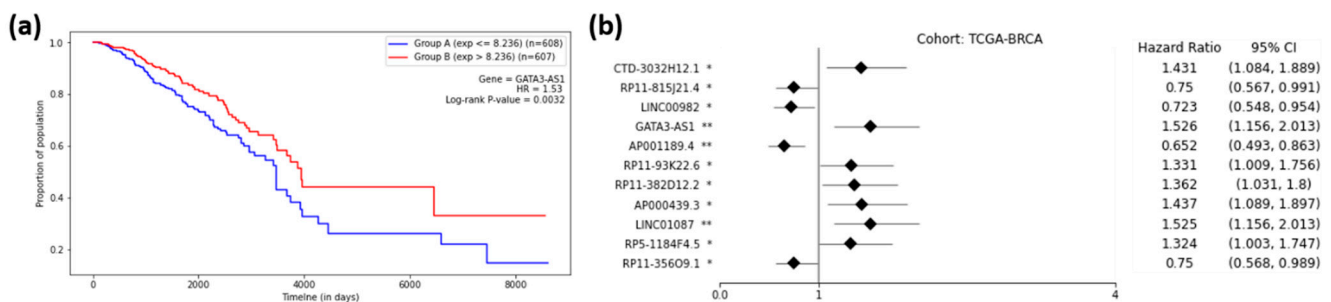 (a)
1.0
0.8
0.6
0.4
0.2
Proportion of population
0
2000
4000
6000
8000
Timelne (in days)
Group A (exp <= 8.236) (n=608)
Group B (exp > 8.236) (n=607)
Gene = GATA3-AS1
HR = 1.53
Log-rank P-value = 0.0032
(b)
Cohort: TCGA-BRCA
Hazard Ratio 95% CI
CTD-3032H12.1 * 1.431 (1.084, 1.889)
RP11-815J21.4 * 0.75 (0.567, 0.991)
LINC00982 * 0.723 (0.548, 0.954)
GATA3-AS1 ** 1.526 (1.156, 2.013)
AP001189.4 ** 0.652 (0.493, 0.863)
RP11-93K22.6 * 1.331 (1.009, 1.756)
RP11-382D12.2 * 1.362 (1.031, 1.8)
AP000439.3 * 1.437 (1.089, 1.897)
LINC01087 ** 1.525 (1.156, 2.013)
RP5-1184F4.5 * 1.324 (1.003, 1.747)
RP11-356O9.1 * 0.75 (0.568, 0.989)
0.0 1 4